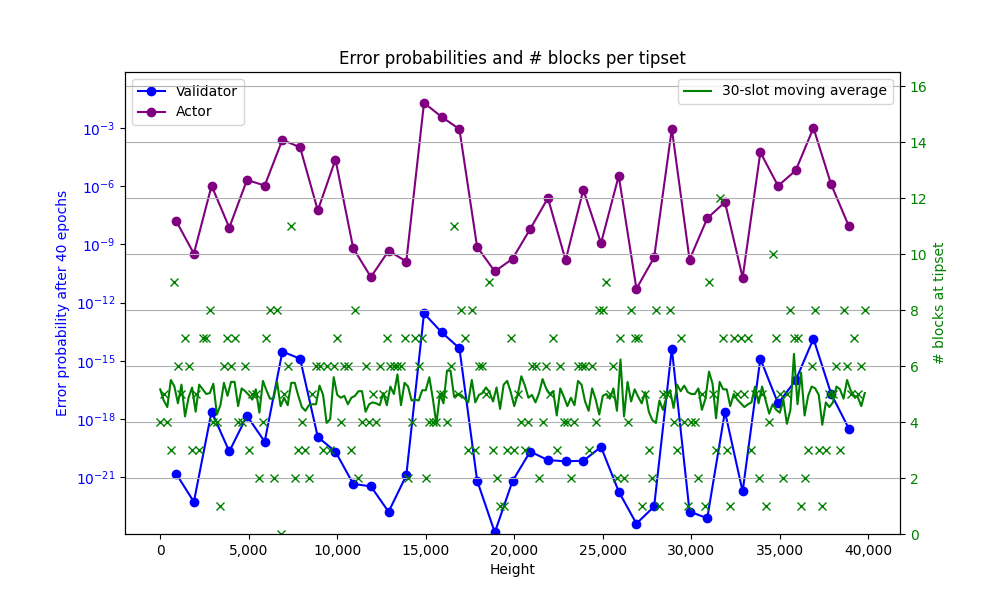 Error probabilities and # blocks per tipset
Validator
Actor
30-slot moving average
Error probability after 40 epochs
10⁻³
10⁻⁶
10⁻⁹
10⁻¹²
10⁻¹⁵
10⁻¹⁸
10⁻²¹
16
14
12
10
8
6
4
2
0
# blocks at tipset
0 5,000 10,000 15,000 20,000 25,000 30,000 35,000 40,000
Height